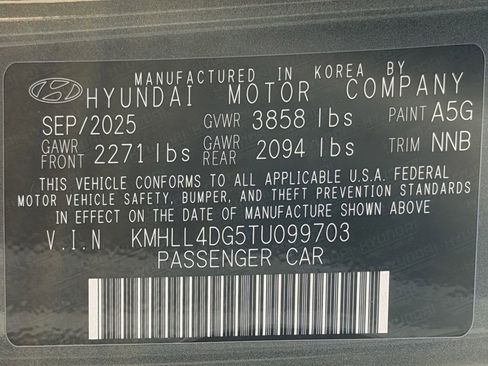 MANUFACTURED IN KOREA BY
HYUNDAI MOTOR COMPANY
SEP/2025 GVWR 3858 lbs PAINT A5G
GAWR FRONT 2271 lbs GAWR REAR 2094 lbs TRIM NNB
THIS VEHICLE CONFORMS TO ALL APPLICABLE U.S.A. FEDERAL
MOTOR VEHICLE SAFETY, BUMPER, AND THEFT PREVENTION STANDARDS
IN EFFECT ON THE DATE OF MANUFACTURE SHOWN ABOVE
V.I.N KMHLL4DG5TU099703
PASSENGER CAR